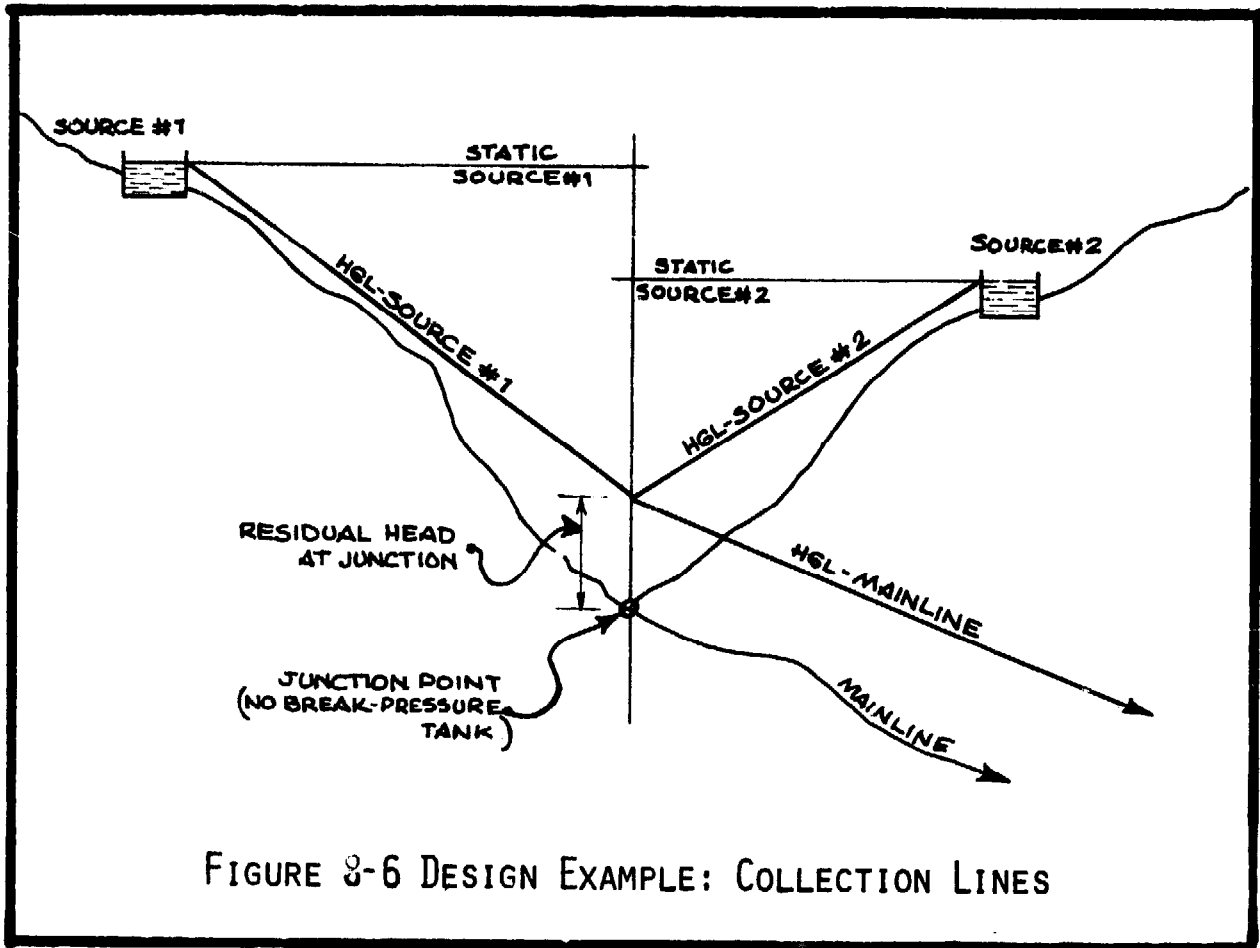 SOURCE #1
STATIC
SOURCE#1
SOURCE#2
STATIC
SOURCE#2
HGL-SOURCE #1
HGL-SOURCE #2
RESIDUAL HEAD
AT JUNCTION
HGL-MAINLINE
JUNCTION POINT
(NO BREAK-PRESSURE
TANK)
MAINLINE
FIGURE 8-6 DESIGN EXAMPLE: COLLECTION LINES